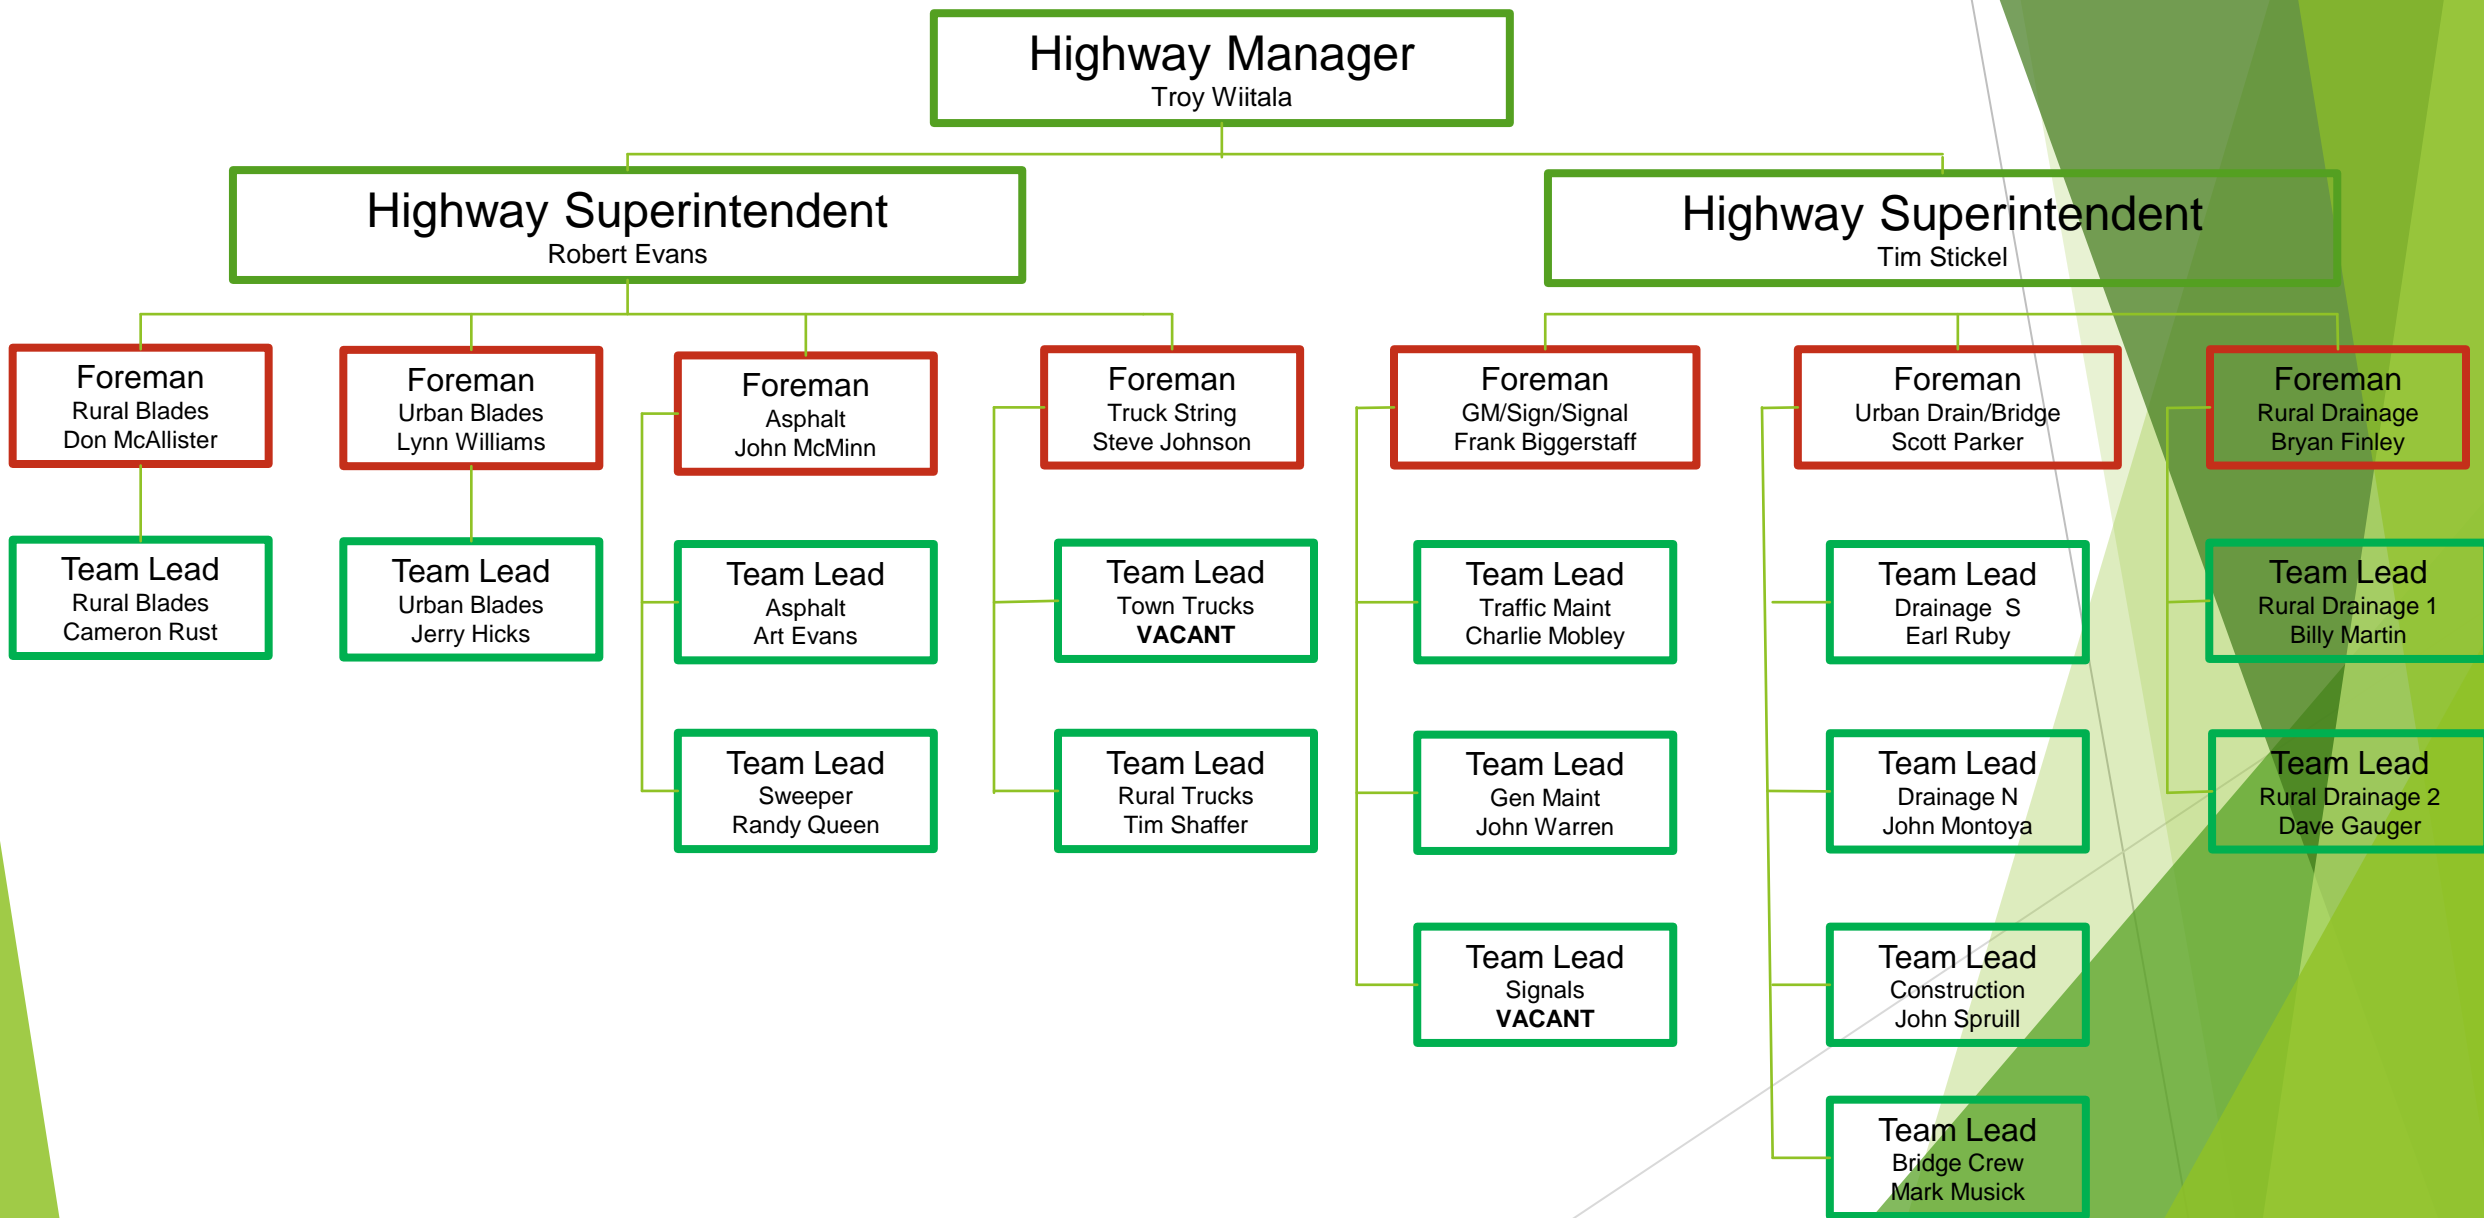 Highway Manager
Troy Wiitala
Highway Superintendent
Robert Evans
Highway Superintendent
Tim Stickel
Foreman
Rural Blades
Don McAllister
Foreman
Urban Blades
Lynn Williams
Foreman
Asphalt
John McMinn
Foreman
Truck String
Steve Johnson
Foreman
GM/Sign/Signal
Frank Biggerstaff
Foreman
Urban Drain/Bridge
Scott Parker
Foreman
Rural Drainage
Bryan Finley
Team Lead
Rural Blades
Cameron Rust
Team Lead
Urban Blades
Jerry Hicks
Team Lead
Asphalt
Art Evans
Team Lead
Town Trucks
VACANT
Team Lead
Traffic Maint
Charlie Mobley
Team Lead
Drainage  S
Earl Ruby
Team Lead
Rural Drainage 1
Billy Martin
Team Lead
Sweeper
Randy Queen
Team Lead
Rural Trucks
Tim Shaffer
Team Lead
Gen Maint
John Warren
Team Lead
Drainage N
John Montoya
Team Lead
Rural Drainage 2
Dave Gauger
Team Lead
Signals
VACANT
Team Lead
Construction
John Spruill
Team Lead
Bridge Crew
Mark Musick